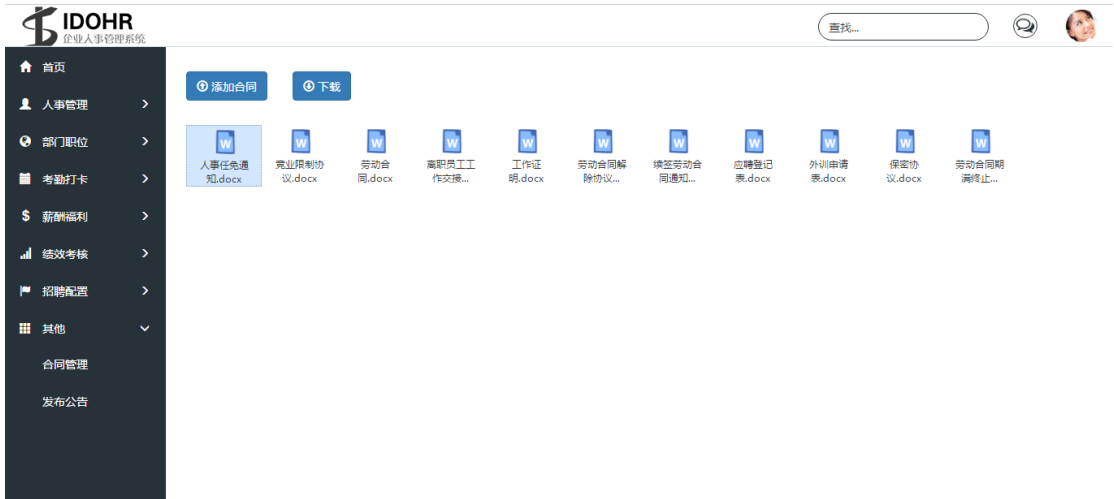 IDOHR
企业人事管理系统
查找...
首页
人事管理
部门职位
考勤打卡
薪酬福利
绩效考核
招聘配置
其他
合同管理
发布公告
添加合同
下载
人事任免通
知.docx
竞业限制协
议.docx
劳动合
同.docx
离职员工工
作交接...
工作证
明.docx
劳动合同解
除协议...
续签劳动合
同通知...
应聘登记
表.docx
外训申请
表.docx
保密协
议.docx
劳动合同期
满终止...